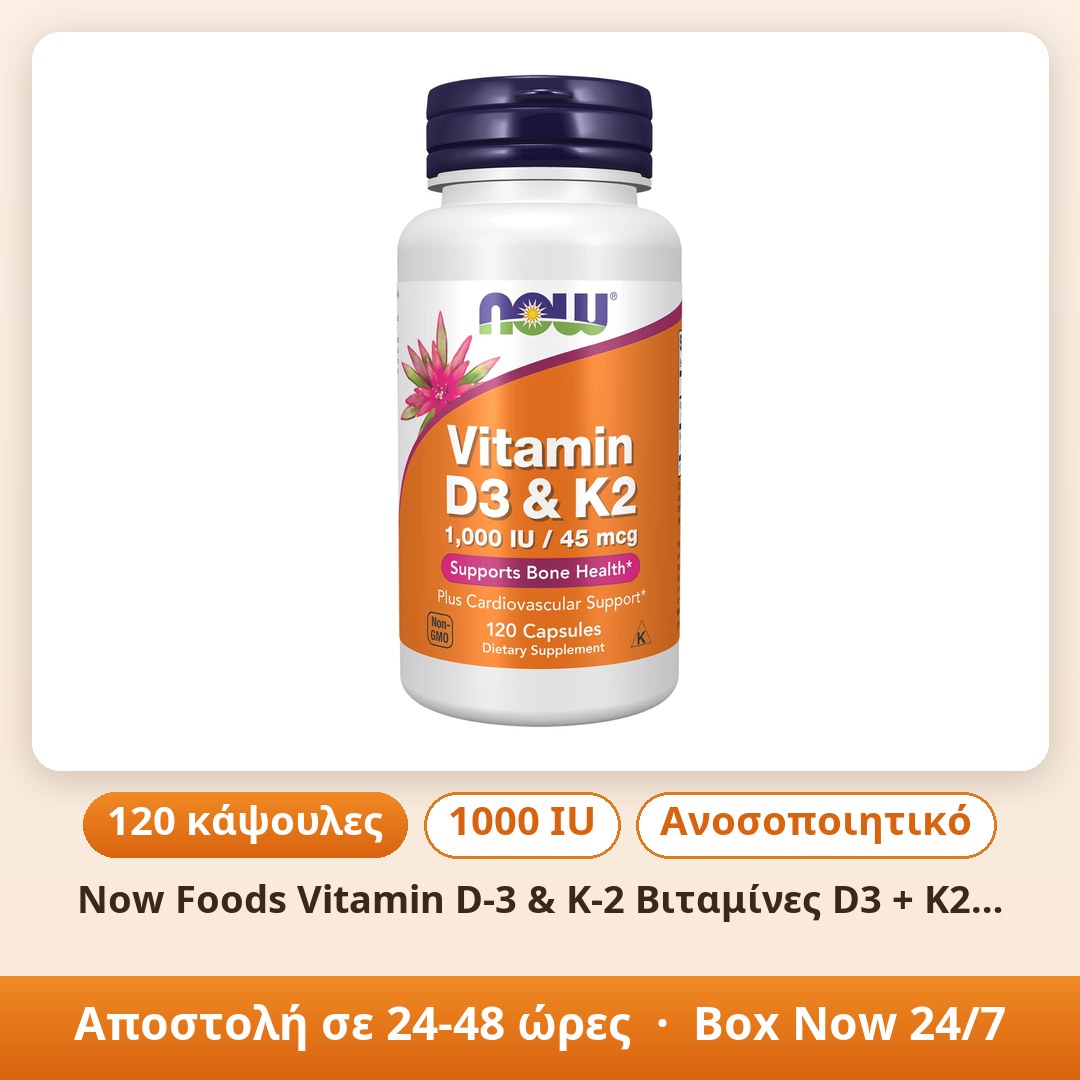 now®
Vitamin
D3 & K2
1,000 IU / 45 mcg
Supports Bone Health*
Plus Cardiovascular Support*
Non-
GMO
120 Capsules
K
Dietary Supplement
120 κάψουλες
1000 IU
Ανοσοποιητικό
Now Foods Vitamin D-3 & K-2 Βιταμίνες D3 + K2...
Αποστολή σε 24-48 ώρες · Box Now 24/7